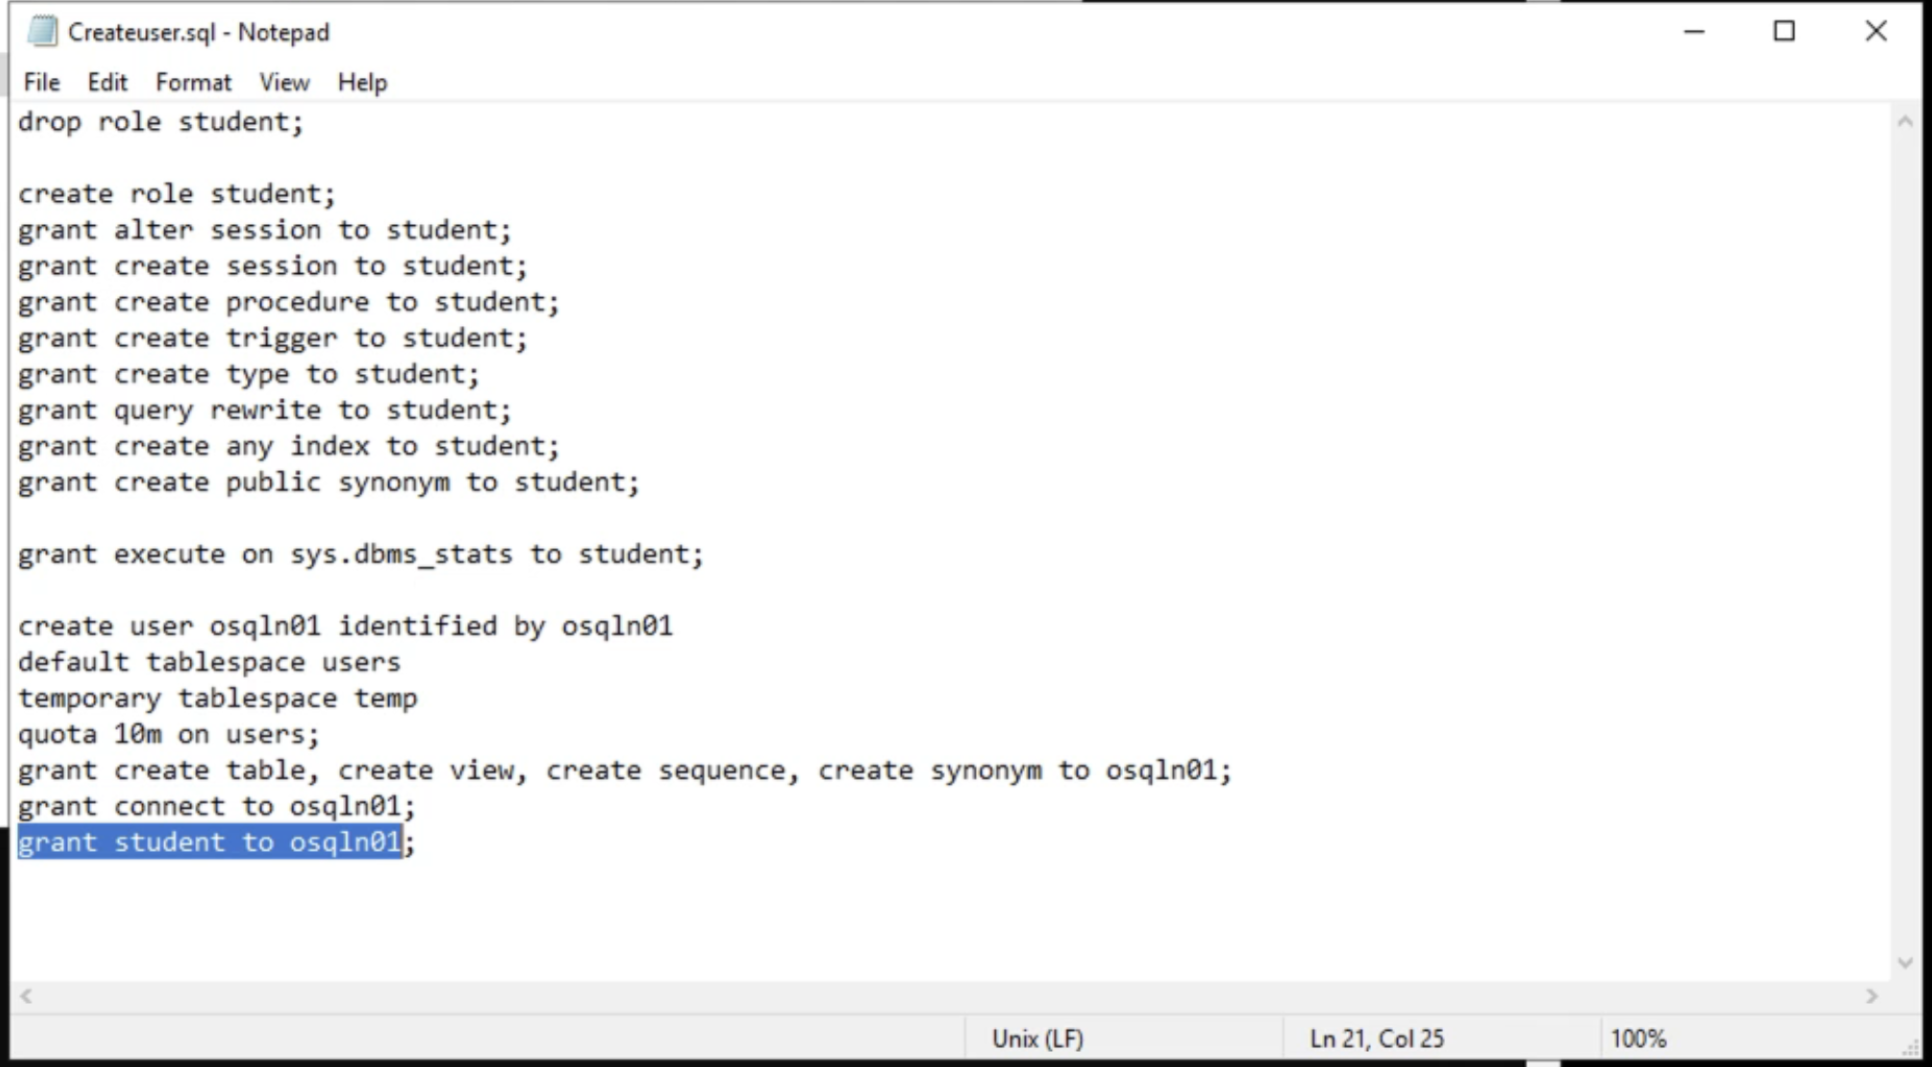 Createuser.sql - Notepad
File Edit Format View Help
drop role student;
create role student;
grant alter session to student;
grant create session to student;
grant create procedure to student;
grant create trigger to student;
grant create type to student;
grant query rewrite to student;
grant create any index to student;
grant create public synonym to student;
grant execute on sys.dbms_stats to student;
create user osqln01 identified by osqln01
default tablespace users
temporary tablespace temp
quota 10m on users;
grant create table, create view, create sequence, create synonym to osqln01;
grant connect to osqln01;
grant student to osqln01;
Unix (LF) Ln 21, Col 25 100%